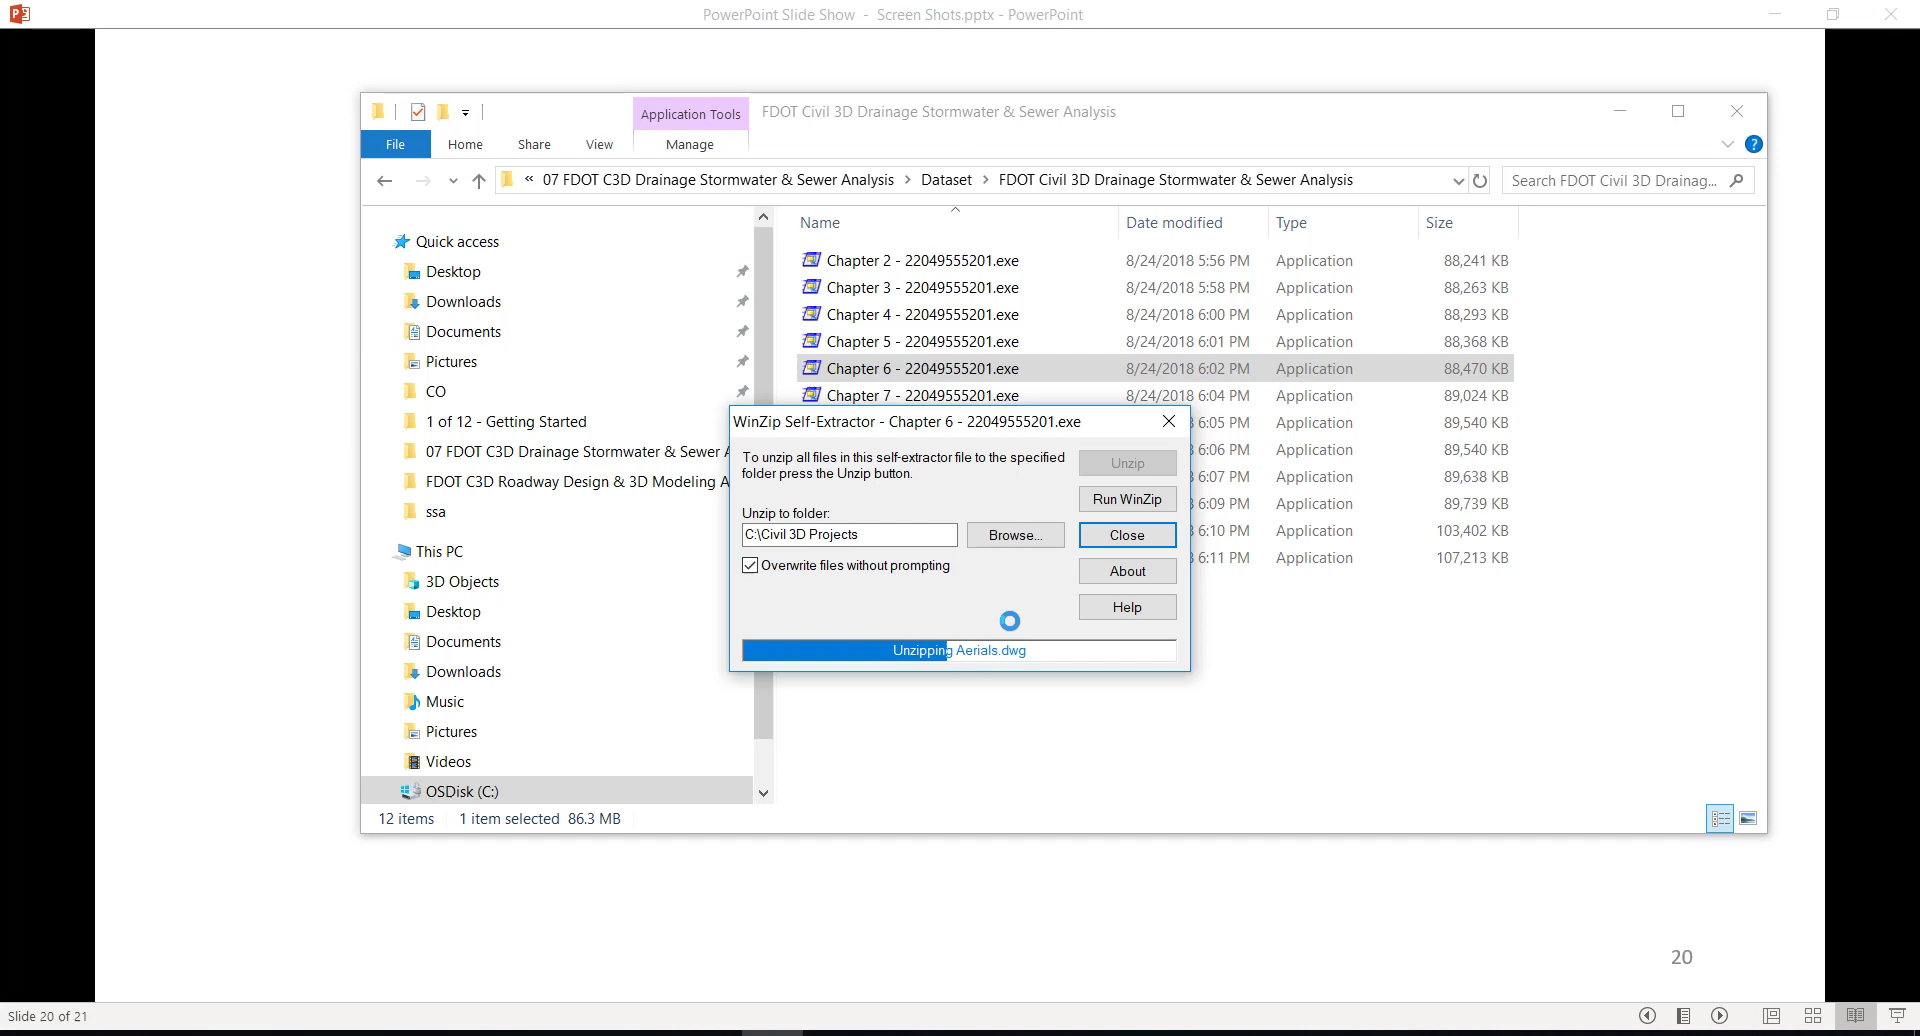 PowerPoint Slide Show - Screen Shots.pptx - PowerPoint
Application Tools
FDOT Civil 3D Drainage Stormwater & Sewer Analysis
File Home Share View Manage
« 07 FDOT C3D Drainage Stormwater & Sewer Analysis > Dataset > FDOT Civil 3D Drainage Stormwater & Sewer Analysis
Search FDOT Civil 3D Drainag...
Quick access
Desktop
Downloads
Documents
Pictures
CO
1 of 12 - Getting Started
07 FDOT C3D Drainage Stormwater & Sewer A
FDOT C3D Roadway Design & 3D Modeling A
ssa
This PC
3D Objects
Desktop
Documents
Downloads
Music
Pictures
Videos
OSDisk (C:)
Name Date modified Type Size
Chapter 2 - 22049555201.exe 8/24/2018 5:56 PM Application 88,241 KB
Chapter 3 - 22049555201.exe 8/24/2018 5:58 PM Application 88,263 KB
Chapter 4 - 22049555201.exe 8/24/2018 6:00 PM Application 88,293 KB
Chapter 5 - 22049555201.exe 8/24/2018 6:01 PM Application 88,368 KB
Chapter 6 - 22049555201.exe 8/24/2018 6:02 PM Application 88,470 KB
Chapter 7 - 22049555201.exe 8/24/2018 6:04 PM Application 89,024 KB
6:05 PM Application 89,540 KB
6:06 PM Application 89,540 KB
6:07 PM Application 89,638 KB
6:09 PM Application 89,739 KB
6:10 PM Application 103,402 KB
6:11 PM Application 107,213 KB
WinZip Self-Extractor - Chapter 6 - 22049555201.exe
To unzip all files in this self-extractor file to the specified
folder press the Unzip button.
Unzip to folder:
C:\Civil 3D Projects
Browse...
Overwrite files without prompting
Unzip
Run WinZip
Close
About
Help
Unzipping Aerials.dwg
12 items 1 item selected 86.3 MB
20
Slide 20 of 21